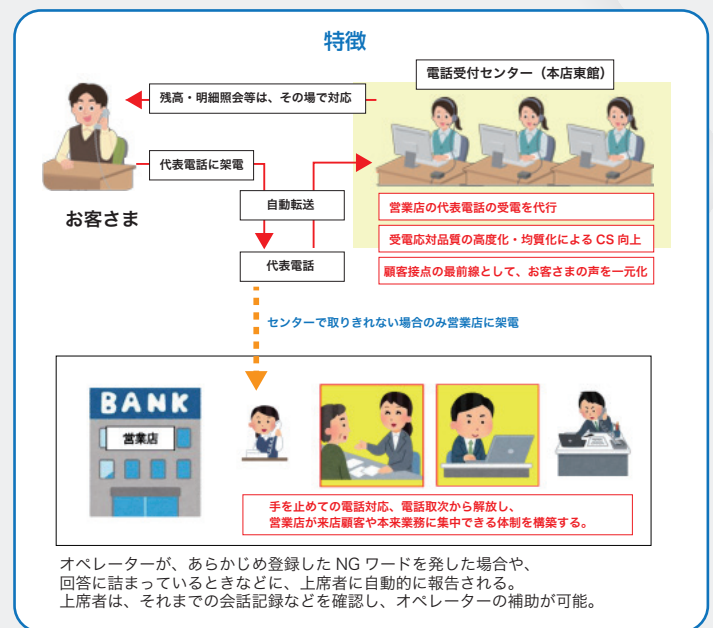 特徴
電話受付センター（本店東館）
残高・明細照会等は、その場で対応
代表電話に架電
お客さま
自動転送
代表電話
営業店の代表電話の受電を代行
受電応対品質の高度化・均質化による CS 向上
顧客接点の最前線として、お客さまの声を一元化
センターで取りきれない場合のみ営業店に架電
BANK
営業店
手を止めての電話対応、電話取次から解放し、
営業店が来店顧客や本来業務に集中できる体制を構築する。
オペレーターが、あらかじめ登録した NG ワードを発した場合や、
回答に詰まっているときなどに、上席者に自動的に報告される。
上席者は、それまでの会話記録などを確認し、オペレーターの補助が可能。